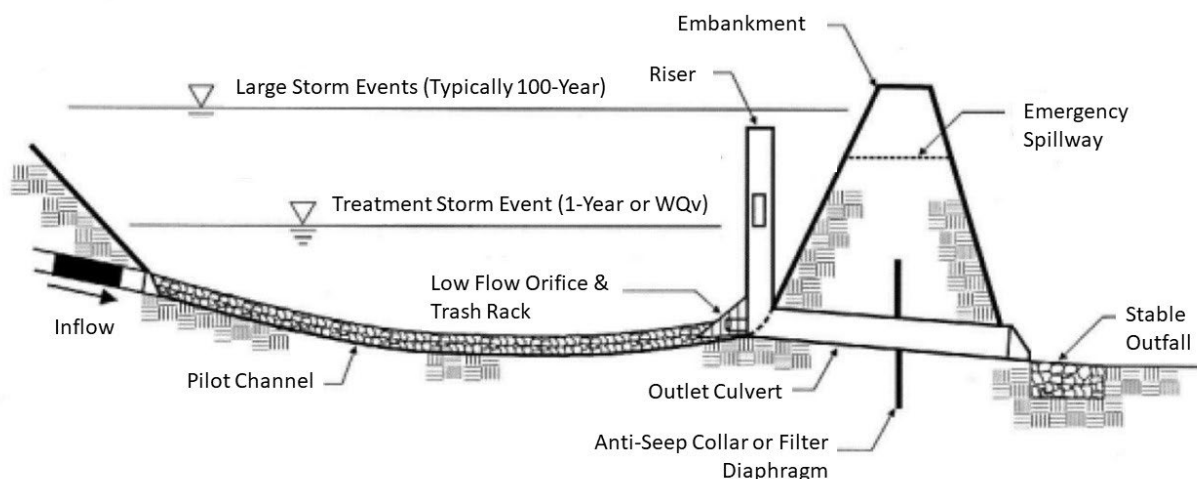 Embankment
Riser
Large Storm Events (Typically 100-Year)
Emergency
Spillway
Treatment Storm Event (1-Year or WQv)
Low Flow Orifice &
Trash Rack
Inflow
Stable
Outfall
Pilot Channel
Outlet Culvert
Anti-Seep Collar or Filter
Diaphragm